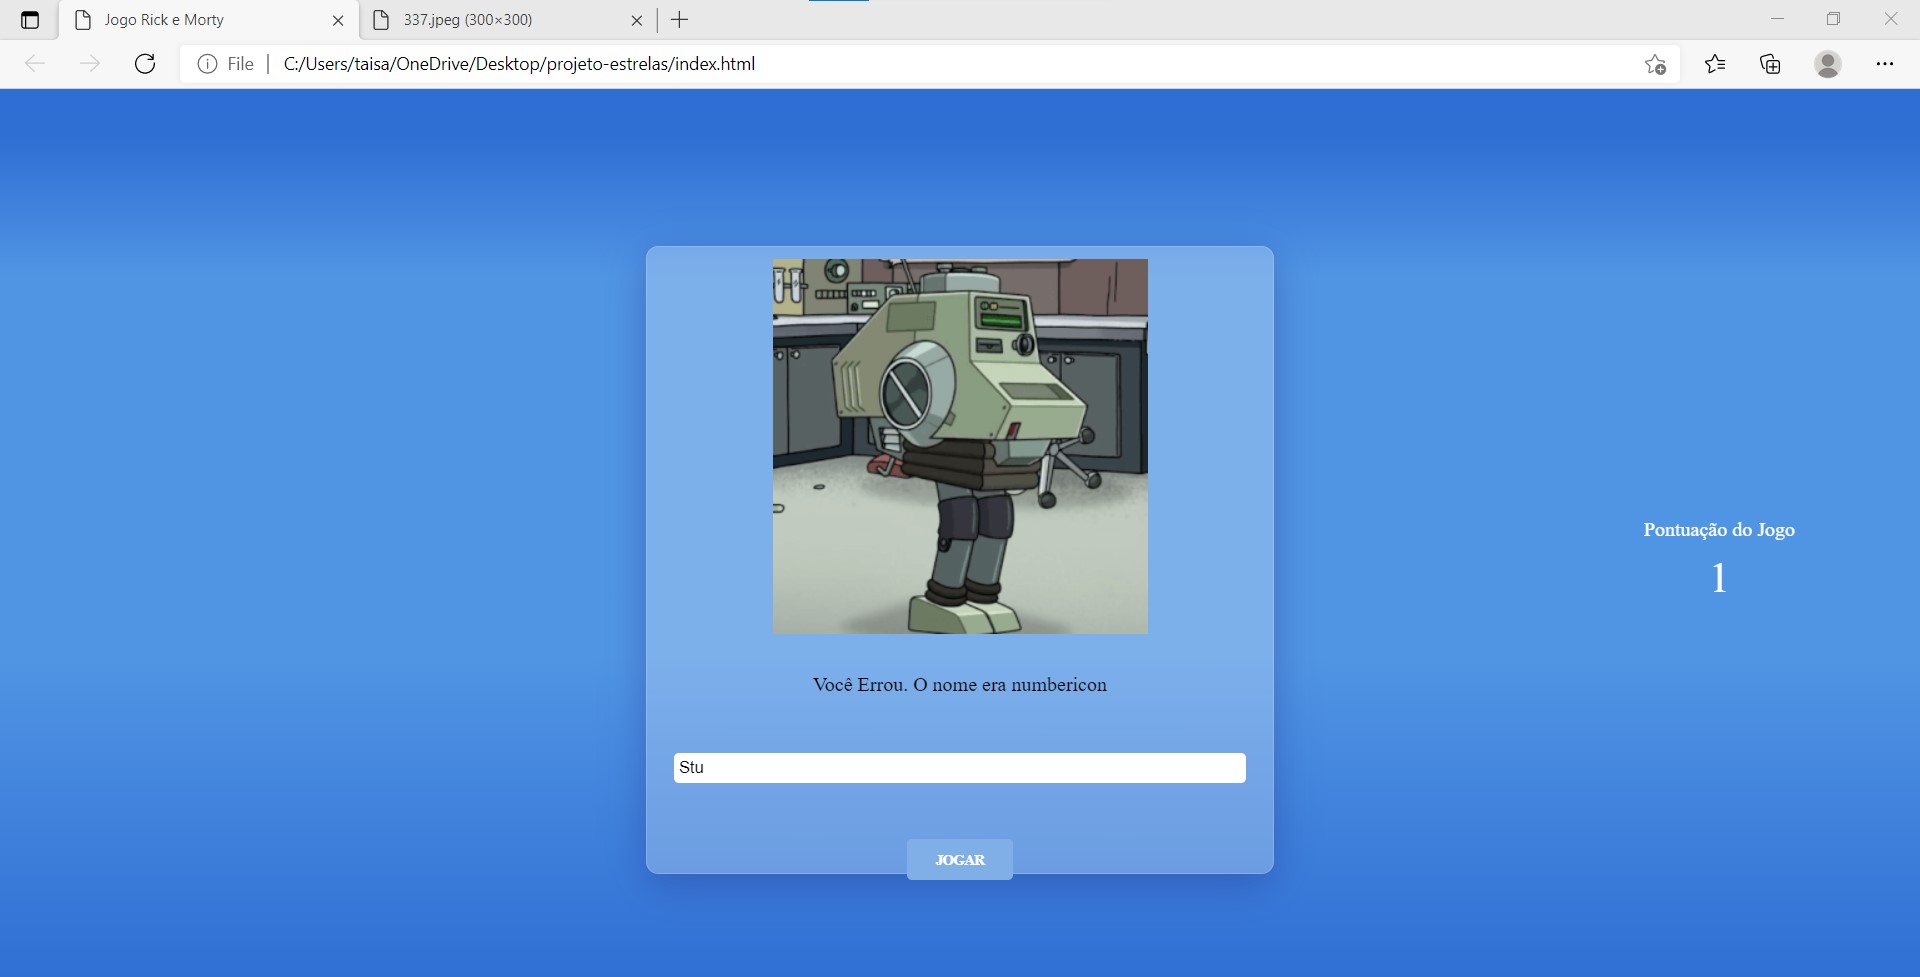 Jogo Rick e Morty
337.jpeg (300×300)
File
C:/Users/taisa/OneDrive/Desktop/projeto-estrelas/index.html
Pontuação do Jogo
1
Você Errou. O nome era numbericon
Stu
JOGAR